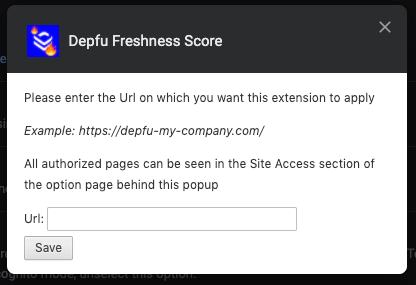 Depfu Freshness Score
Please enter the Url on which you want this extension to apply
Example: https://depfu-my-company.com/
All authorized pages can be seen in the Site Access section of
the option page behind this popup
Url:
Save
ognito mode, unselect this option.